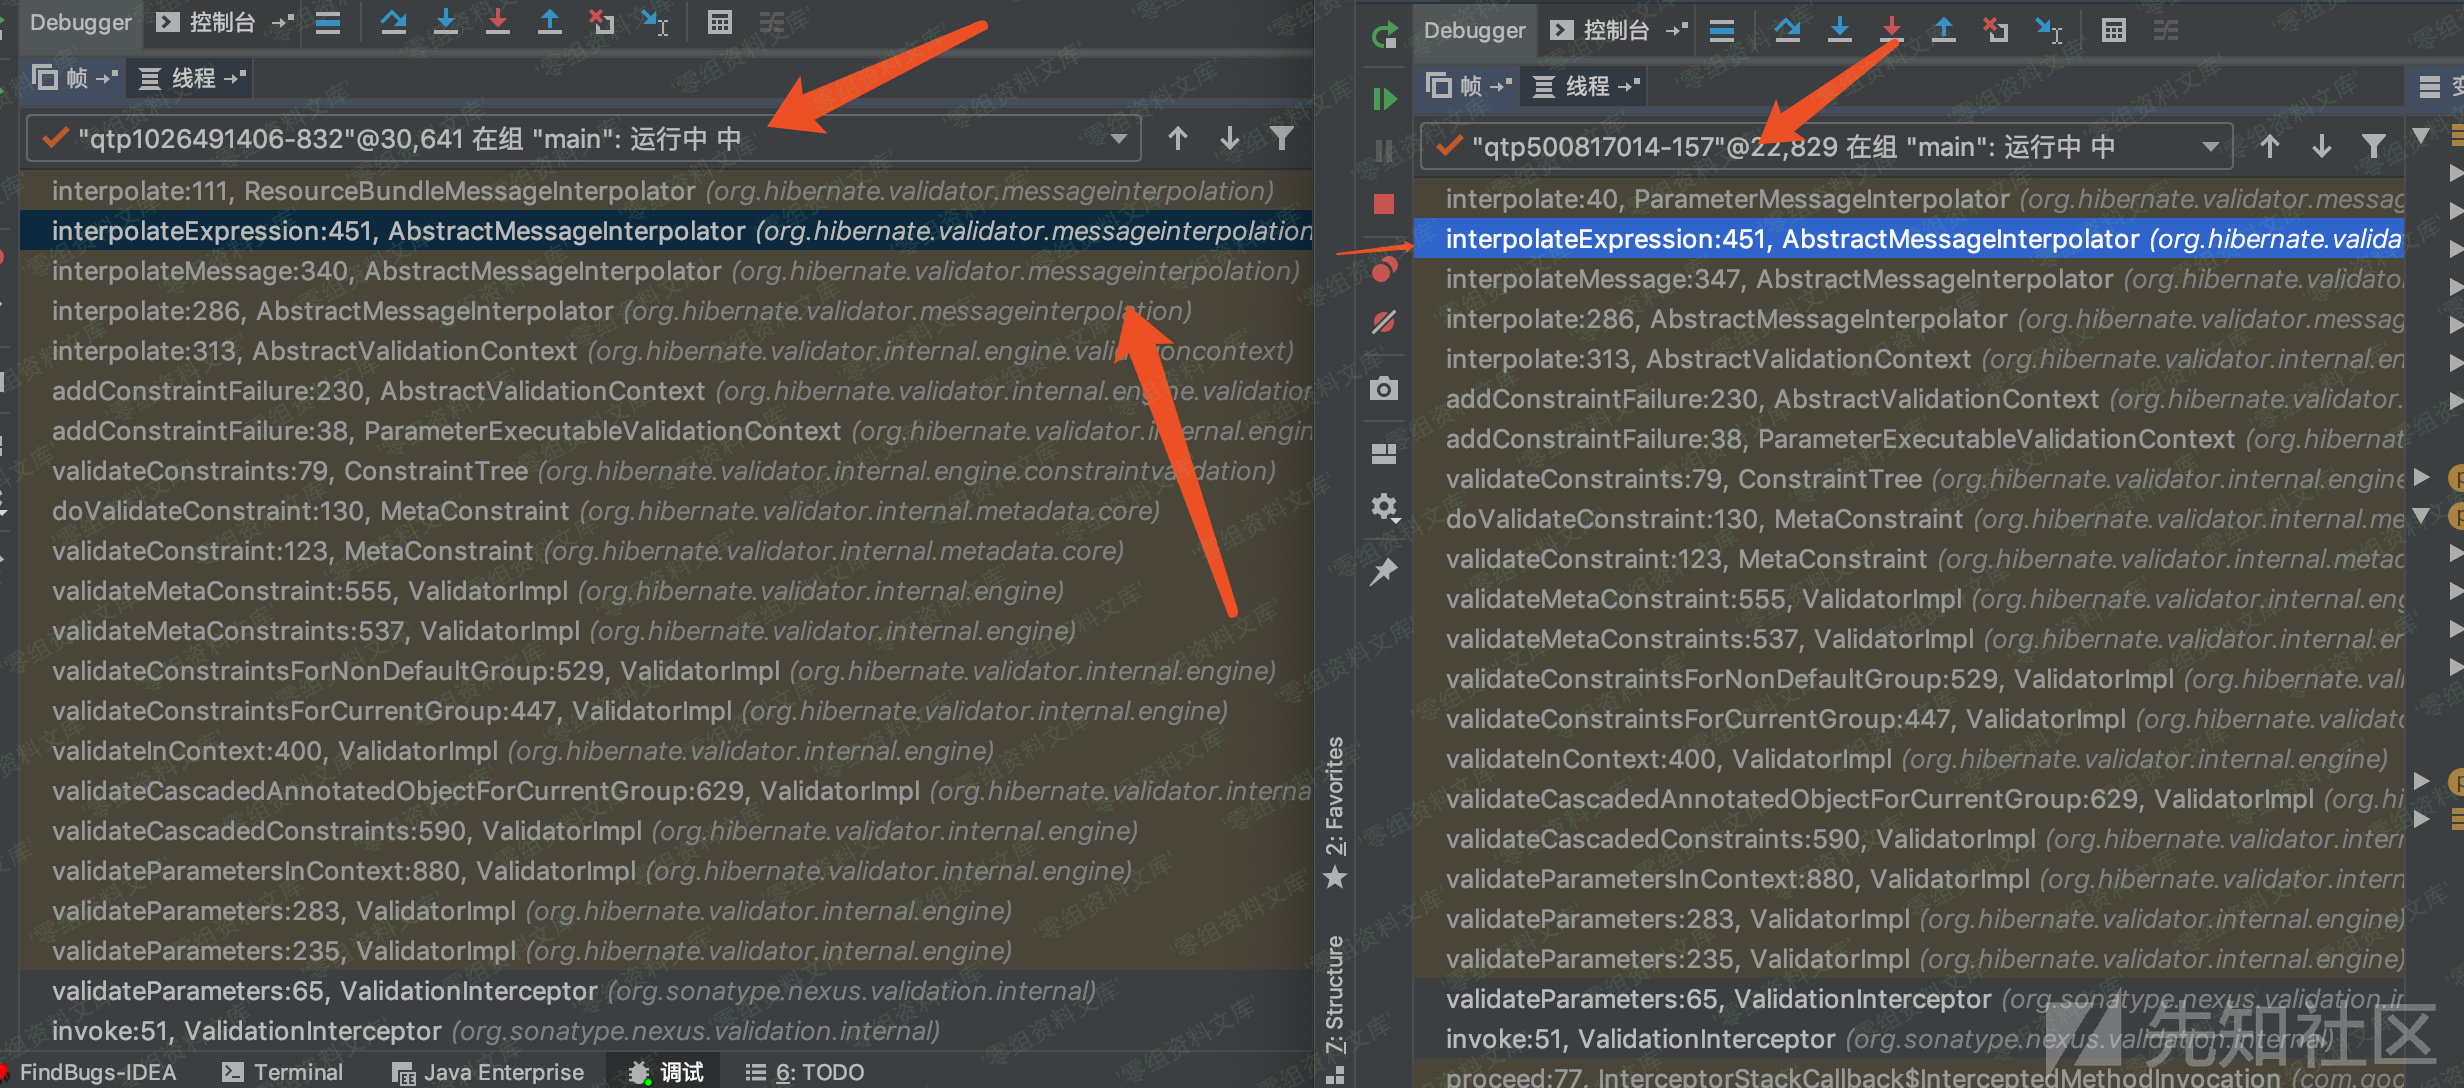 Debugger 控制台
帧 线程
"qtp1026491406-832"@30,641 在组 "main": 运行中 中
interpolate:111, ResourceBundleMessageInterpolator (org.hibernate.validator.messageinterpolation)
interpolateExpression:451, AbstractMessageInterpolator (org.hibernate.validator.messageinterpolation
interpolateMessage:340, AbstractMessageInterpolator (org.hibernate.validator.messageinterpolation)
interpolate:286, AbstractMessageInterpolator (org.hibernate.validator.messageinterpolation)
interpolate:313, AbstractValidationContext (org.hibernate.validator.internal.engine.validationcontext)
addConstraintFailure:230, AbstractValidationContext (org.hibernate.validator.internal.engine.validation
addConstraintFailure:38, ParameterExecutableValidationContext (org.hibernate.validator.internal.engin
validateConstraints:79, ConstraintTree (org.hibernate.validator.internal.engine.constraintvalidation)
doValidateConstraint:130, MetaConstraint (org.hibernate.validator.internal.metadata.core)
validateConstraint:123, MetaConstraint (org.hibernate.validator.internal.metadata.core)
validateMetaConstraint:555, ValidatorImpl (org.hibernate.validator.internal.engine)
validateMetaConstraints:537, ValidatorImpl (org.hibernate.validator.internal.engine)
validateConstraintsForNonDefaultGroup:529, ValidatorImpl (org.hibernate.validator.internal.engine)
validateConstraintsForCurrentGroup:447, ValidatorImpl (org.hibernate.validator.internal.engine)
validateInContext:400, ValidatorImpl (org.hibernate.validator.internal.engine)
validateCascadedAnnotatedObjectForCurrentGroup:629, ValidatorImpl (org.hibernate.validator.interna
validateCascadedConstraints:590, ValidatorImpl (org.hibernate.validator.internal.engine)
validateParametersInContext:880, ValidatorImpl (org.hibernate.validator.internal.engine)
validateParameters:283, ValidatorImpl (org.hibernate.validator.internal.engine)
validateParameters:235, ValidatorImpl (org.hibernate.validator.internal.engine)
validateParameters:65, ValidationInterceptor (org.sonatype.nexus.validation.internal)
invoke:51, ValidationInterceptor (org.sonatype.nexus.validation.internal)
FindBugs-IDEA Terminal Java Enterprise 调试 6: TODO
2: Favorites
7: Structure
Debugger 控制台
帧 线程
"qtp500817014-157"@22,829 在组 "main": 运行中 中
interpolate:40, ParameterMessageInterpolator (org.hibernate.validator.messag
interpolateExpression:451, AbstractMessageInterpolator (org.hibernate.valida
interpolateMessage:347, AbstractMessageInterpolator (org.hibernate.validato
interpolate:286, AbstractMessageInterpolator (org.hibernate.validator.messag
interpolate:313, AbstractValidationContext (org.hibernate.validator.internal.en
addConstraintFailure:230, AbstractValidationContext (org.hibernate.validator.
addConstraintFailure:38, ParameterExecutableValidationContext (org.hibernat
validateConstraints:79, ConstraintTree (org.hibernate.validator.internal.engine
doValidateConstraint:130, MetaConstraint (org.hibernate.validator.internal.me
validateConstraint:123, MetaConstraint (org.hibernate.validator.internal.metad
validateMetaConstraint:555, ValidatorImpl (org.hibernate.validator.internal.eng
validateMetaConstraints:537, ValidatorImpl (org.hibernate.validator.internal.en
validateConstraintsForNonDefaultGroup:529, ValidatorImpl (org.hibernate.vali
validateConstraintsForCurrentGroup:447, ValidatorImpl (org.hibernate.validato
validateInContext:400, ValidatorImpl (org.hibernate.validator.internal.engine)
validateCascadedAnnotatedObjectForCurrentGroup:629, ValidatorImpl (org.hi
validateCascadedConstraints:590, ValidatorImpl (org.hibernate.validator.interr
validateParametersInContext:880, ValidatorImpl (org.hibernate.validator.intern
validateParameters:283, ValidatorImpl (org.hibernate.validator.internal.engine)
validateParameters:235, ValidatorImpl (org.hibernate.validator.internal.engine)
validateParameters:65, ValidationInterceptor (org.sonatype.nexus.validation.in
invoke:51, ValidationInterceptor (org.sonatype.nexus.validation.internal)
proceed:77, InterceptorStackCallback$InterceptedMethodInvocation (com.goo
先知社区
'零组资料文库'